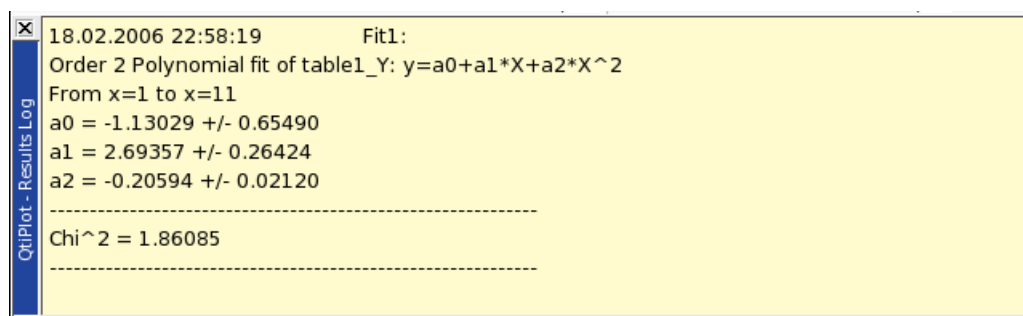 18.02.2006 22:58:19 Fit1:
Order 2 Polynomial fit of table1_Y: y=a0+a1*X+a2*X^2
From x=1 to x=11
a0 = -1.13029 +/- 0.65490
a1 = 2.69357 +/- 0.26424
a2 = -0.20594 +/- 0.02120
-------------------------------------------------------------
Chi^2 = 1.86085
-------------------------------------------------------------
QtiPlot - Results Log